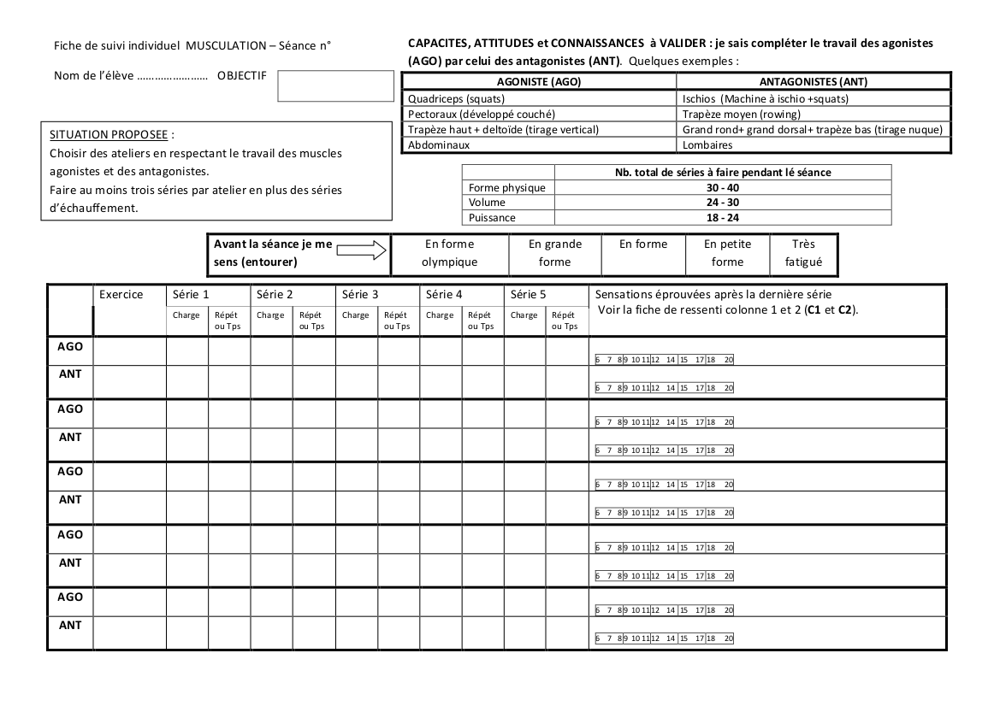 Fiche de suivi individuel  MUSCULATION – Séance n°
Nom de l'élève ……………………  OBJECTIF
SITUATION PROPOSEE :
Choisir des ateliers en respectant le travail des muscles
agonistes et des antagonistes.
Faire au moins trois séries par atelier en plus des séries
d'échauffement.
CAPACITES, ATTITUDES et CONNAISSANCES  à VALIDER : je sais compléter le travail des agonistes
(AGO) par celui des antagonistes (ANT).  Quelques exemples :
AGONISTE (AGO) ANTAGONISTES (ANT)
Quadriceps (squats) Ischios  (Machine à ischio +squats)
Pectoraux (développé couché) Trapèze moyen (rowing)
Trapèze haut + deltoïde (tirage vertical) Grand rond+ grand dorsal+ trapèze bas (tirage nuque)
Abdominaux Lombaires
Nb. total de séries à faire pendant lé séance
Forme physique 30 - 40
Volume 24 - 30
Puissance 18 - 24
Avant la séance je me En forme En grande En forme En petite Très
sens (entourer) olympique forme forme fatigué
Exercice Série 1 Série 2 Série 3 Série 4 Série 5 Sensations éprouvées après la dernière série
Voir la fiche de ressenti colonne 1 et 2 (C1 et C2).
Charge Répét Charge Répét Charge Répét Charge Répét Charge Répét
ou Tps ou Tps ou Tps ou Tps ou Tps
AGO
6 7 8 9 10 11 12 14 15 17 18 20
ANT
6 7 8 9 10 11 12 14 15 17 18 20
AGO
6 7 8 9 10 11 12 14 15 17 18 20
ANT
6 7 8 9 10 11 12 14 15 17 18 20
AGO
6 7 8 9 10 11 12 14 15 17 18 20
ANT
6 7 8 9 10 11 12 14 15 17 18 20
AGO
6 7 8 9 10 11 12 14 15 17 18 20
ANT
6 7 8 9 10 11 12 14 15 17 18 20
AGO
6 7 8 9 10 11 12 14 15 17 18 20
ANT
6 7 8 9 10 11 12 14 15 17 18 20